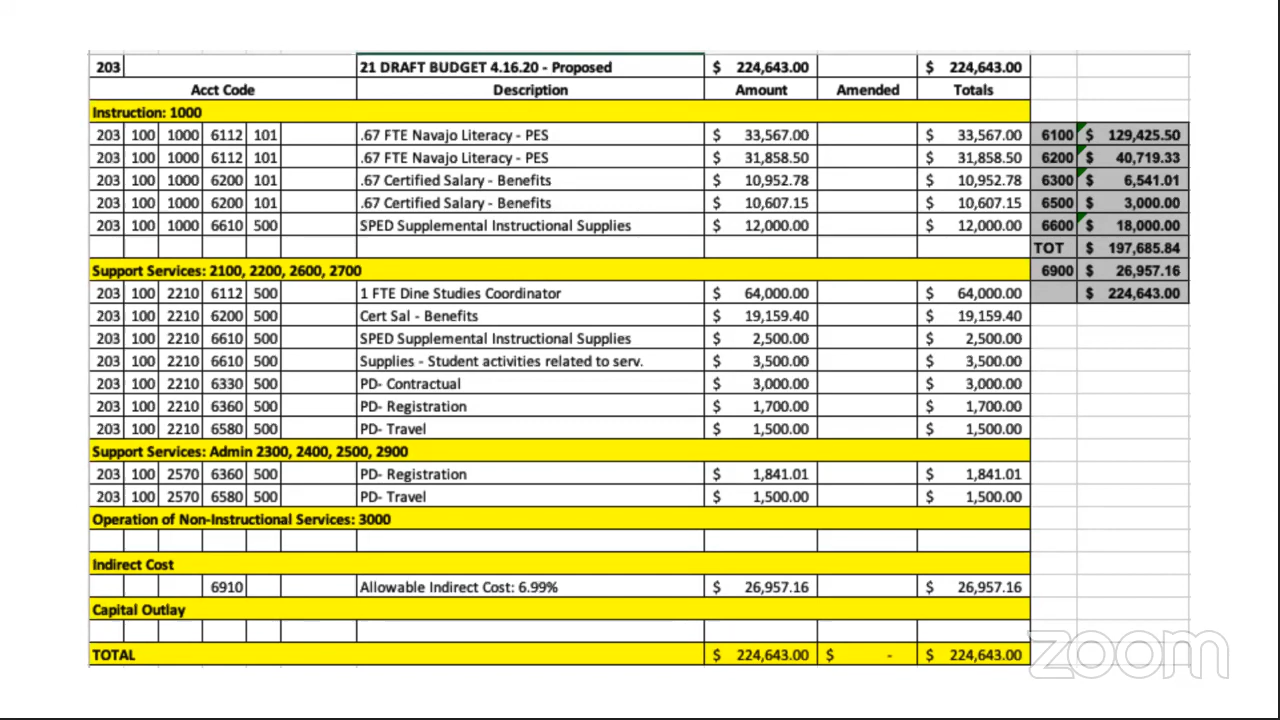 203 21 DRAFT BUDGET 4.16.20 - Proposed $ 224,643.00 $ 224,643.00
Acct Code Description Amount Amended Totals
Instruction: 1000
203 100 1000 6112 101 .67 FTE Navajo Literacy - PES $ 33,567.00 $ 33,567.00 6100 $ 129,425.50
203 100 1000 6112 101 .67 FTE Navajo Literacy - PES $ 31,858.50 $ 31,858.50 6200 $ 40,719.33
203 100 1000 6200 101 .67 Certified Salary - Benefits $ 10,952.78 $ 10,952.78 6300 $ 6,541.01
203 100 1000 6200 101 .67 Certified Salary - Benefits $ 10,607.15 $ 10,607.15 6500 $ 3,000.00
203 100 1000 6610 500 SPED Supplemental Instructional Supplies $ 12,000.00 $ 12,000.00 6600 $ 18,000.00
TOT $ 197,685.84
Support Services: 2100, 2200, 2600, 2700 6900 $ 26,957.16
203 100 2210 6112 500 1 FTE Dine Studies Coordinator $ 64,000.00 $ 64,000.00 $ 224,643.00
203 100 2210 6200 500 Cert Sal - Benefits $ 19,159.40 $ 19,159.40
203 100 2210 6610 500 SPED Supplemental Instructional Supplies $ 2,500.00 $ 2,500.00
203 100 2210 6610 500 Supplies - Student activities related to serv. $ 3,500.00 $ 3,500.00
203 100 2210 6330 500 PD- Contractual $ 3,000.00 $ 3,000.00
203 100 2210 6360 500 PD- Registration $ 1,700.00 $ 1,700.00
203 100 2210 6580 500 PD- Travel $ 1,500.00 $ 1,500.00
Support Services: Admin 2300, 2400, 2500, 2900
203 100 2570 6360 500 PD- Registration $ 1,841.01 $ 1,841.01
203 100 2570 6580 500 PD- Travel $ 1,500.00 $ 1,500.00
Operation of Non-Instructional Services: 3000
Indirect Cost
6910 Allowable Indirect Cost: 6.99% $ 26,957.16 $ 26,957.16
Capital Outlay
TOTAL $ 224,643.00 $ - $ 224,643.00
zoom